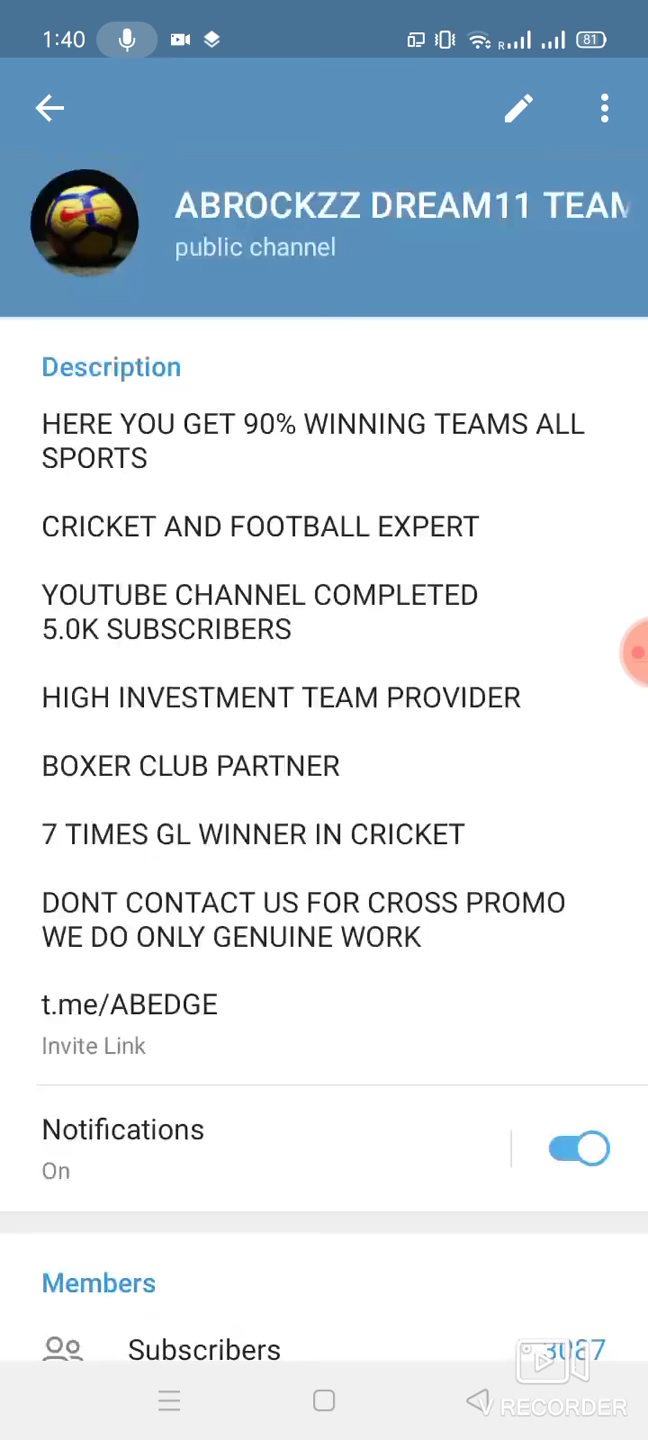 1:40
R
81
ABROCKZZ DREAM11 TEAM
public channel
Description
HERE YOU GET 90% WINNING TEAMS ALL
SPORTS
CRICKET AND FOOTBALL EXPERT
YOUTUBE CHANNEL COMPLETED
5.0K SUBSCRIBERS
HIGH INVESTMENT TEAM PROVIDER
BOXER CLUB PARTNER
7 TIMES GL WINNER IN CRICKET
DONT CONTACT US FOR CROSS PROMO
WE DO ONLY GENUINE WORK
t.me/ABEDGE
Invite Link
Notifications
On
Members
Subscribers
V RECORDER